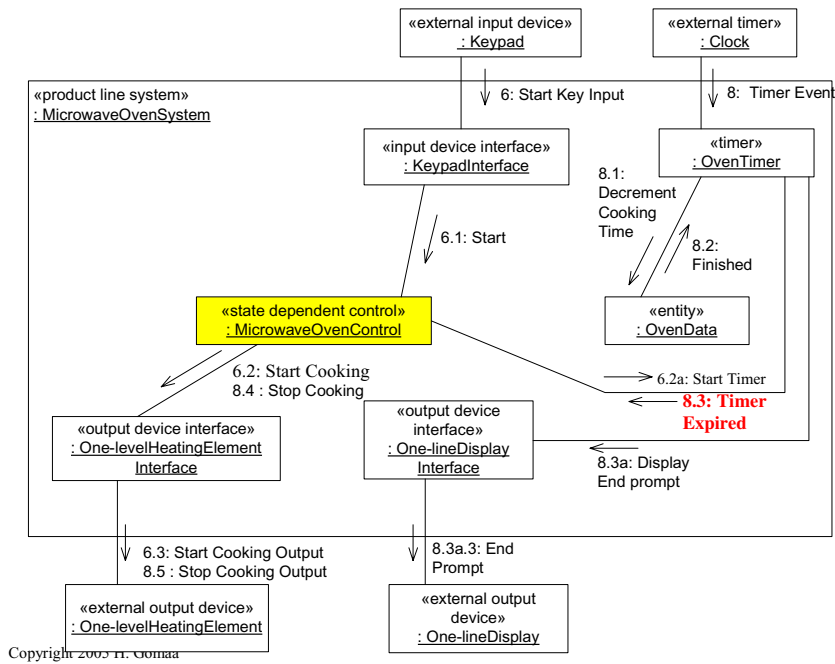 «external input device»
: Keypad
«external timer»
: Clock
«product line system»
: MicrowaveOvenSystem
6: Start Key Input
8: Timer Event
«input device interface»
: KeypadInterface
«timer»
: OvenTimer
8.1:
Decrement
Cooking
Time
6.1: Start
8.2:
Finished
«state dependent control»
: MicrowaveOvenControl
«entity»
: OvenData
6.2: Start Cooking
8.4 : Stop Cooking
6.2a: Start Timer
8.3: Timer
Expired
«output device interface»
: One-levelHeatingElement
Interface
«output device
interface»
: One-lineDisplay
Interface
8.3a: Display
End prompt
6.3: Start Cooking Output
8.5 : Stop Cooking Output
8.3a.3: End
Prompt
«external output device»
: One-levelHeatingElement
«external output
device»
: One-lineDisplay
Copyright 2005 H. Gomaa